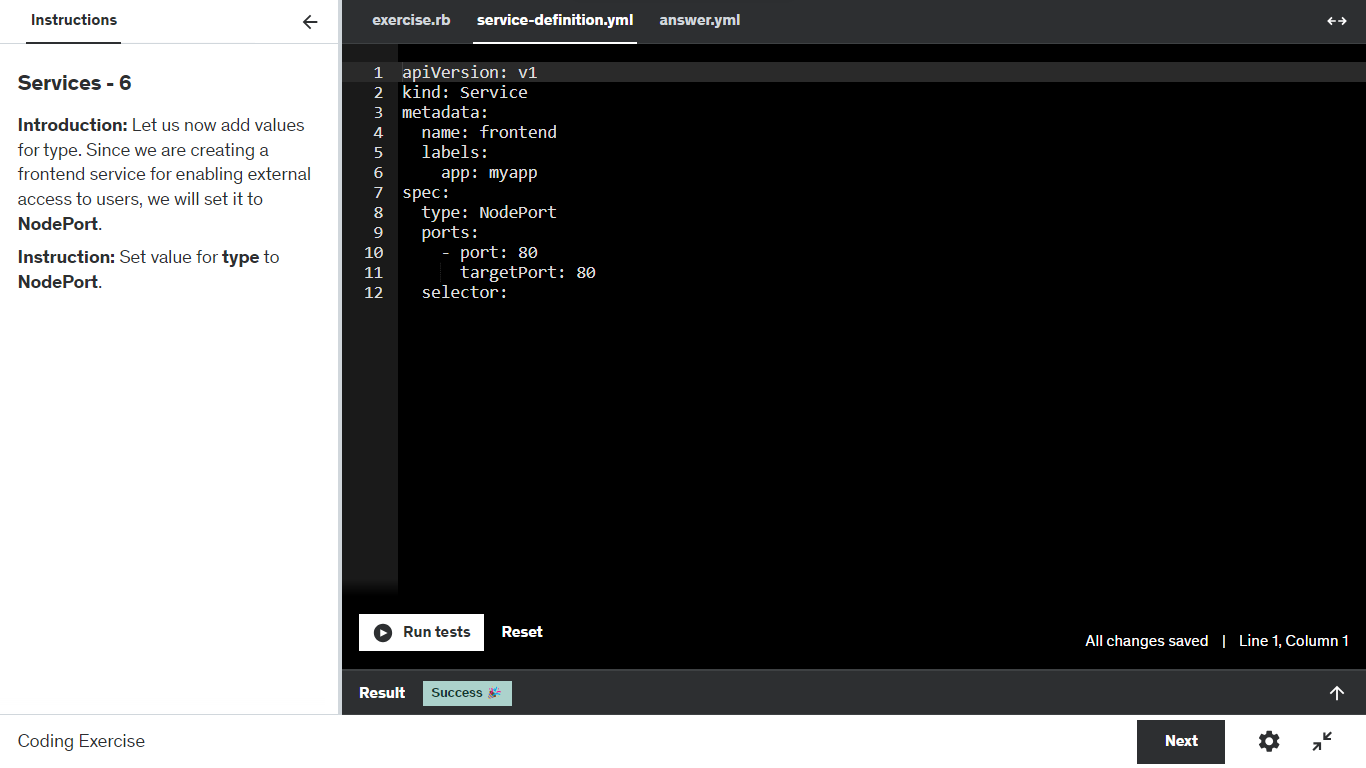 Instructions
Services - 6
Introduction: Let us now add values
for type. Since we are creating a
frontend service for enabling external
access to users, we will set it to
NodePort.
Instruction: Set value for type to
NodePort.
exercise.rb service-definition.yml answer.yml
1 apiVersion: v1
2 kind: Service
3 metadata:
4   name: frontend
5   labels:
6     app: myapp
7 spec:
8   type: NodePort
9   ports:
10     - port: 80
11       targetPort: 80
12   selector:
Run tests Reset
All changes saved | Line 1, Column 1
Result Success 🎉
Coding Exercise
Next